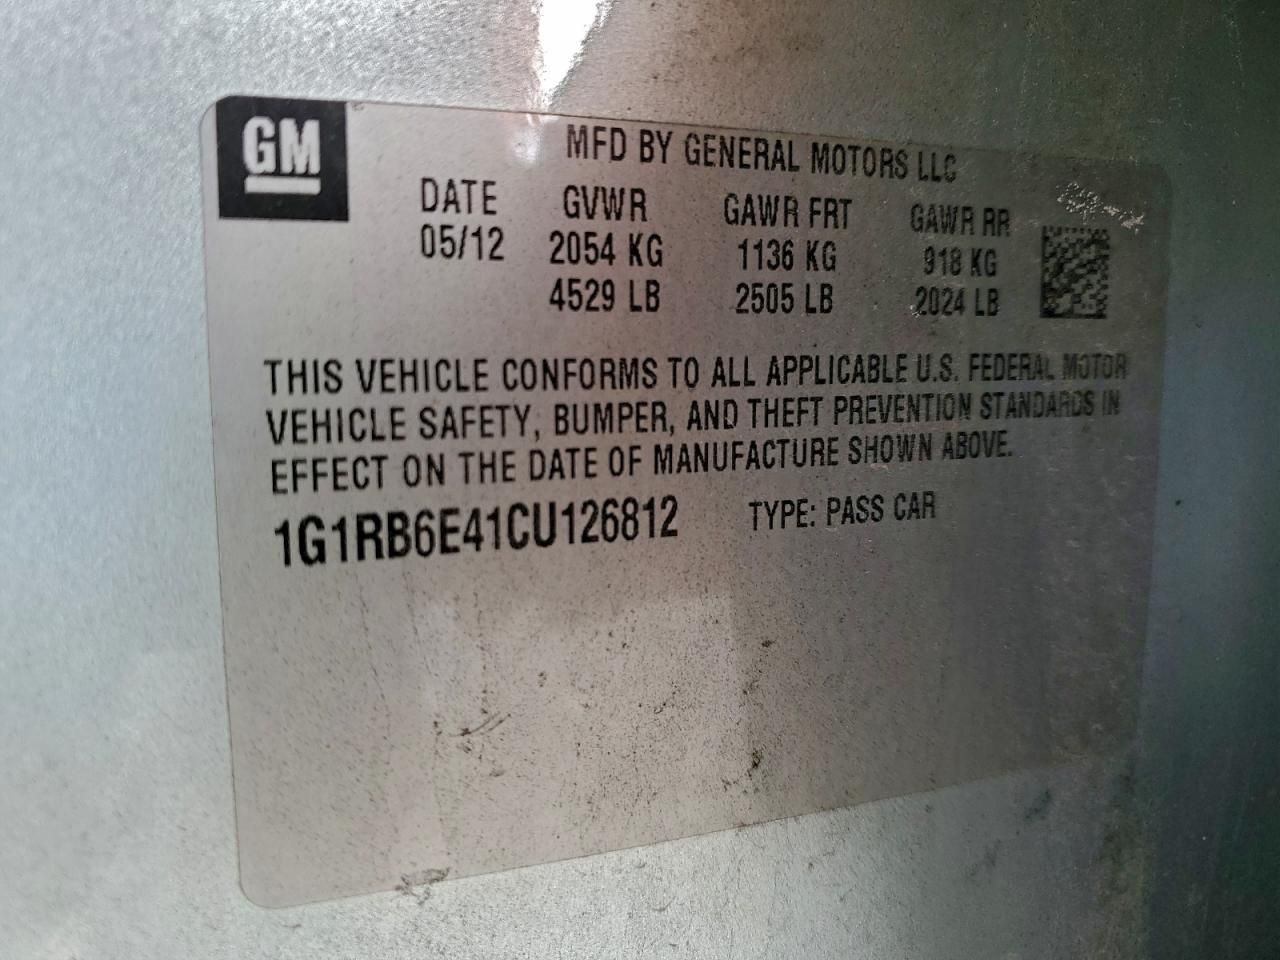 GM
MFD BY GENERAL MOTORS LLC
DATE GVWR GAWR FRT GAWR RR
05/12 2054 KG 1136 KG 918 KG
4529 LB 2505 LB 2024 LB
THIS VEHICLE CONFORMS TO ALL APPLICABLE U.S. FEDERAL MOTOR
VEHICLE SAFETY, BUMPER, AND THEFT PREVENTION STANDARDS IN
EFFECT ON THE DATE OF MANUFACTURE SHOWN ABOVE.
1G1RB6E41CU126812 TYPE: PASS CAR